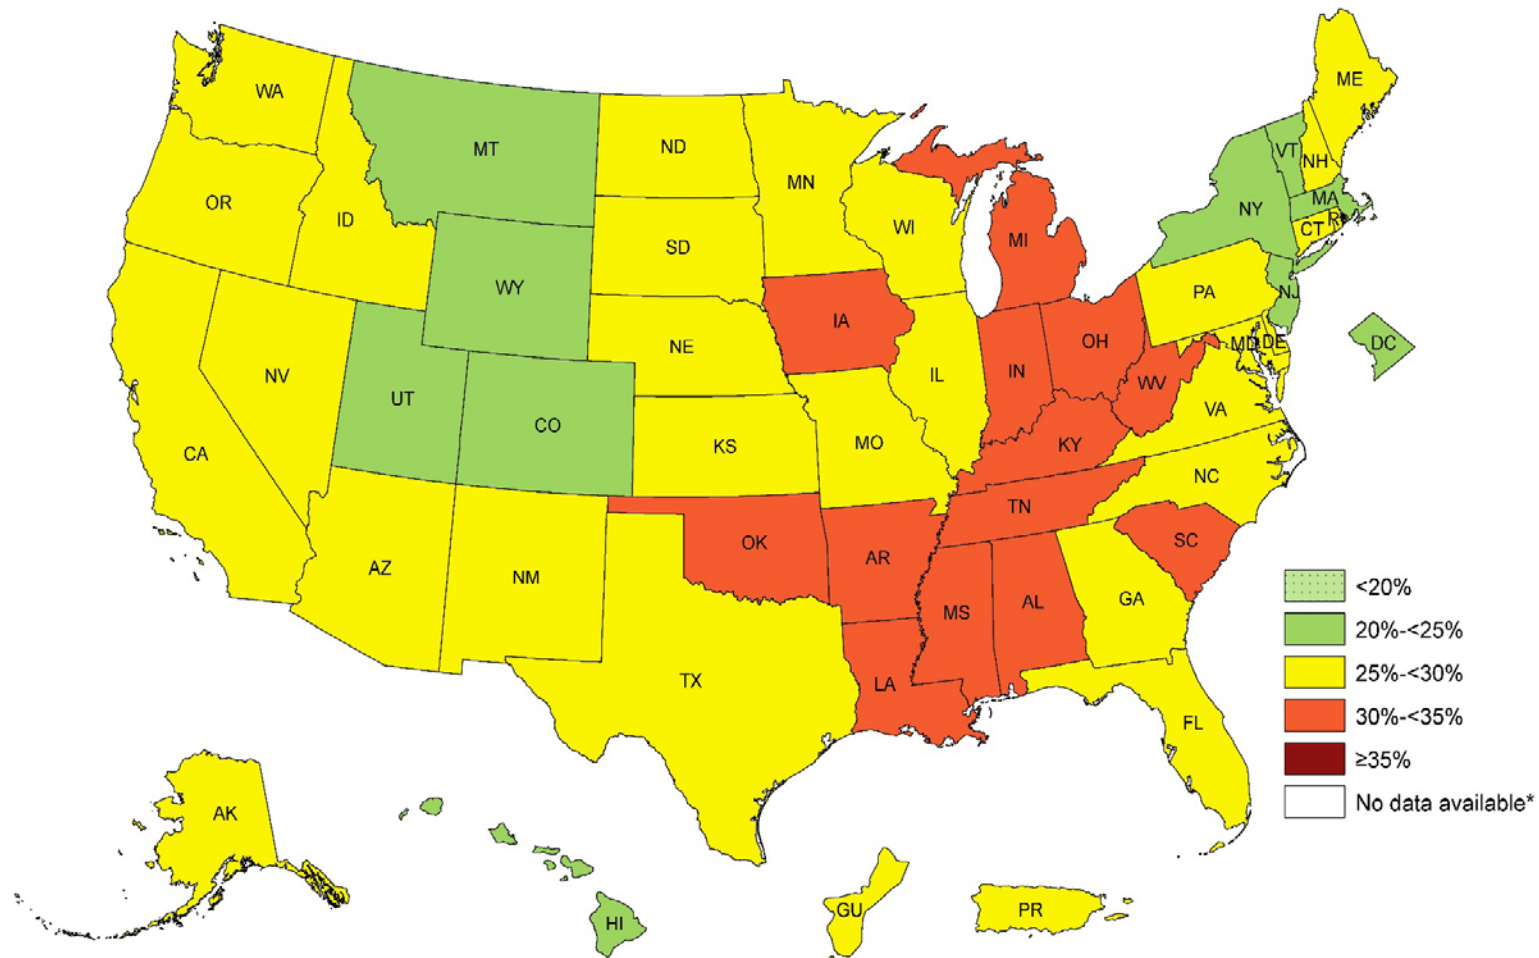 WA
MT
ND
MN
ME
OR
ID
SD
WI
MI
NY
VT
NH
MA
CT
RI
WY
NE
IA
PA
NJ
NV
UT
CO
KS
MO
IL
IN
OH
WV
MD
DE
DC
VA
KY
CA
NC
TN
AZ
NM
OK
AR
SC
MS
AL
GA
TX
LA
FL
AK
HI
GU
PR
<20%
20%-<25%
25%-<30%
30%-<35%
≥35%
No data available*